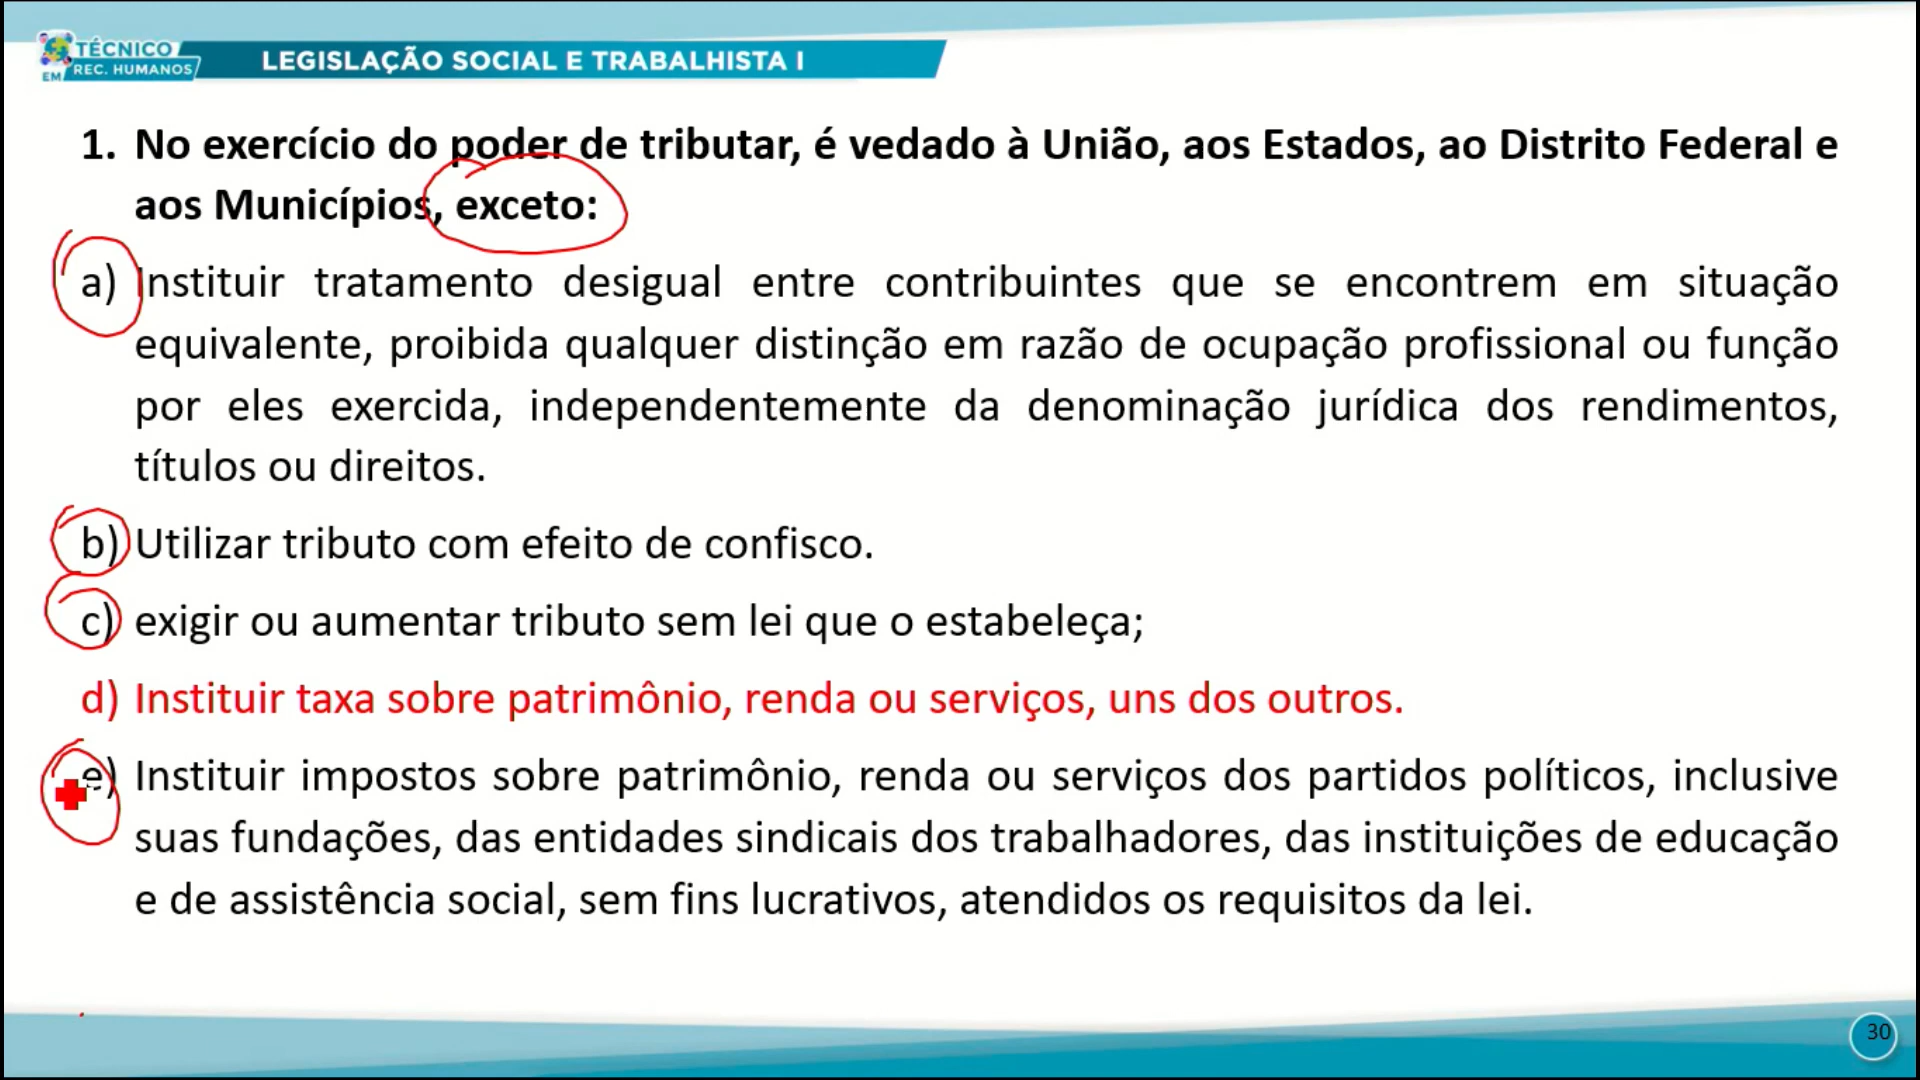 TÉCNICO
EM REC. HUMANOS
LEGISLAÇÃO SOCIAL E TRABALHISTA I
1. No exercício do poder de tributar, é vedado à União, aos Estados, ao Distrito Federal e
aos Municípios, exceto:
a) Instituir tratamento desigual entre contribuintes que se encontrem em situação
equivalente, proibida qualquer distinção em razão de ocupação profissional ou função
por eles exercida, independentemente da denominação jurídica dos rendimentos,
títulos ou direitos.
b) Utilizar tributo com efeito de confisco.
c) exigir ou aumentar tributo sem lei que o estabeleça;
d) Instituir taxa sobre patrimônio, renda ou serviços, uns dos outros.
e) Instituir impostos sobre patrimônio, renda ou serviços dos partidos políticos, inclusive
suas fundações, das entidades sindicais dos trabalhadores, das instituições de educação
e de assistência social, sem fins lucrativos, atendidos os requisitos da lei.
30